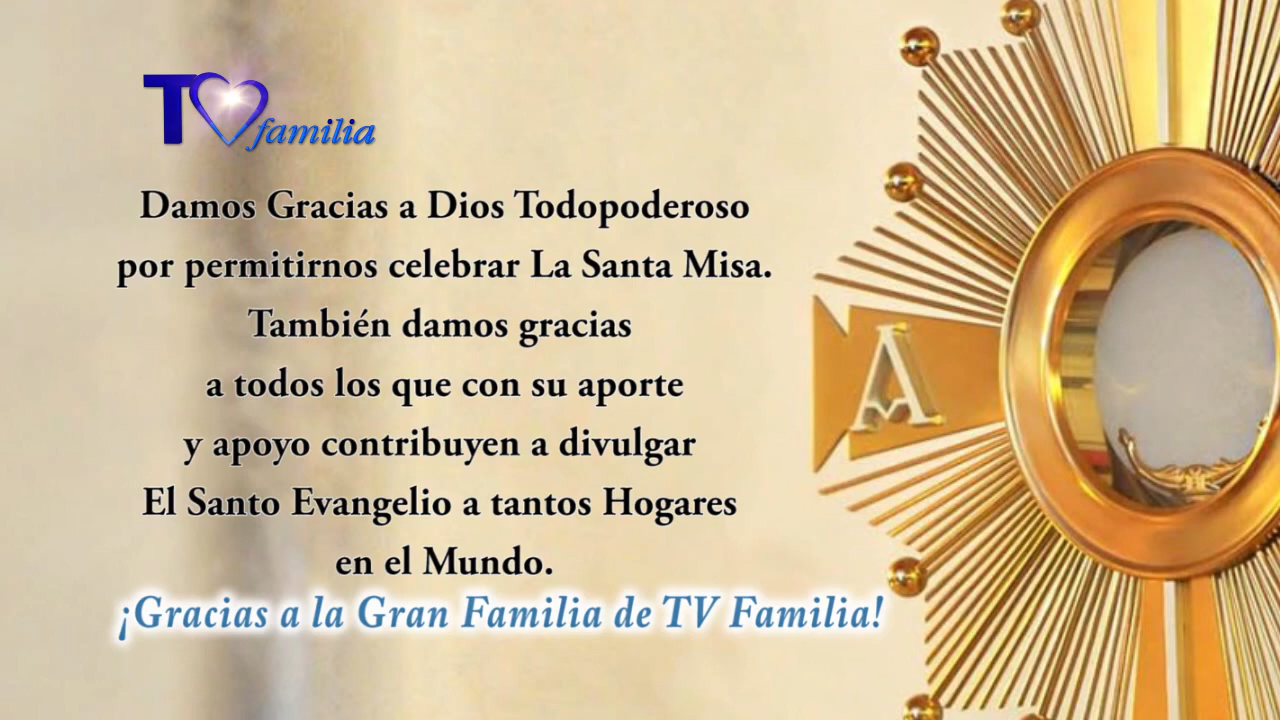 TV familia
Damos Gracias a Dios Todopoderoso
por permitirnos celebrar La Santa Misa.
También damos gracias
a todos los que con su aporte
y apoyo contribuyen a divulgar
El Santo Evangelio a tantos Hogares
en el Mundo.
¡Gracias a la Gran Familia de TV Familia!
A